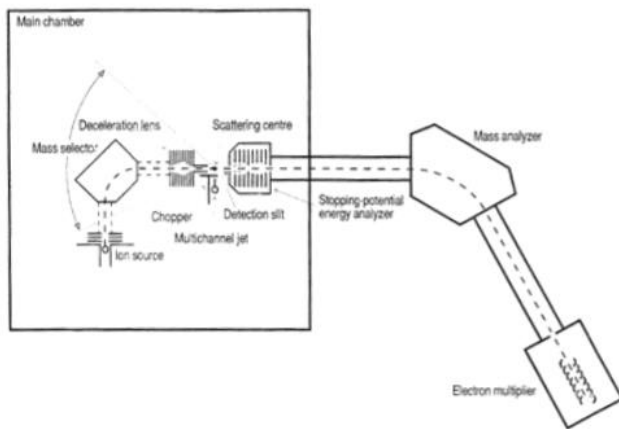 Main chamber
Deceleration lens
Scattering centre
Mass analyzer
Mass selector
Chopper
Detection slit
Stopping-potential
energy analyzer
Multichannel jet
Ion source
Electron multiplier